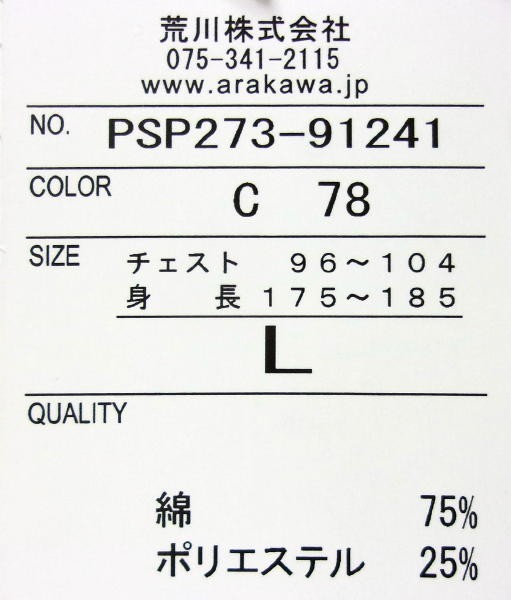 荒川株式会社
075-341-2115
www.arakawa.jp
NO. PSP273-91241
COLOR C 78
SIZE チェスト 96～104
身長 175～185
L
QUALITY
綿 75%
ポリエステル 25%